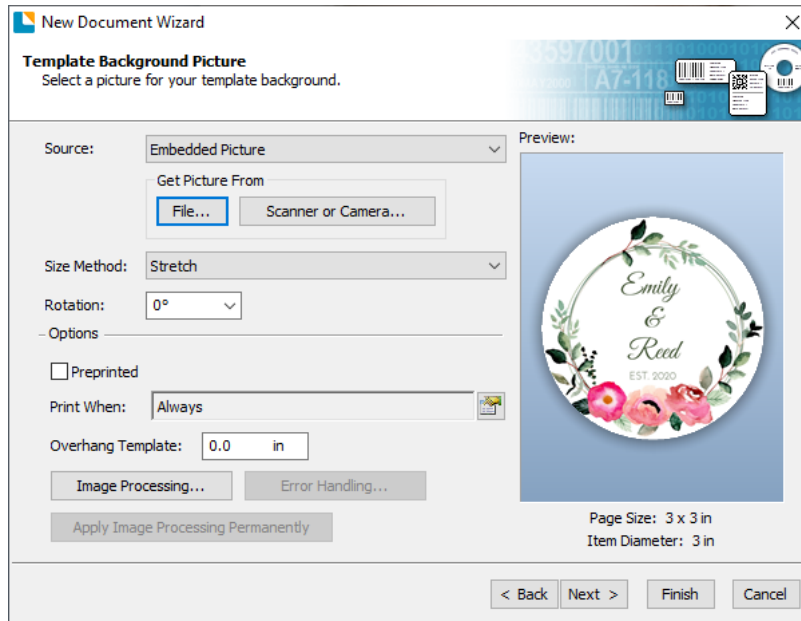 New Document Wizard
Template Background Picture
Select a picture for your template background.
3597001
A7-118
Source: Embedded Picture
Get Picture From
File... Scanner or Camera...
Size Method: Stretch
Rotation: 0°
Options
Preprinted
Print When: Always
Overhang Template: 0.0 in
Image Processing... Error Handling...
Apply Image Processing Permanently
Preview:
Emily
&
Reed
EST. 2020
Page Size: 3 x 3 in
Item Diameter: 3 in
< Back Next > Finish Cancel